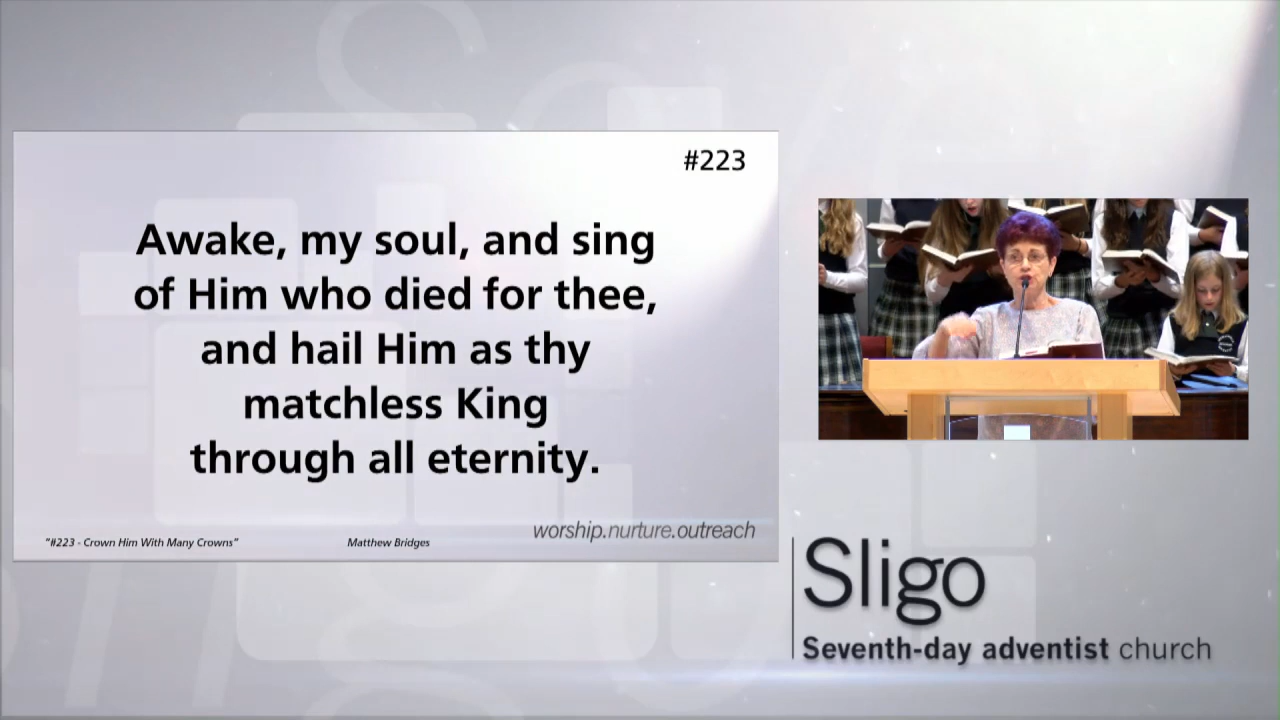 #223
Awake, my soul, and sing
of Him who died for thee,
and hail Him as thy
matchless King
through all eternity.
worship.nurture.outreach
"#223 - Crown Him With Many Crowns" Matthew Bridges
Sligo
Seventh-day adventist church